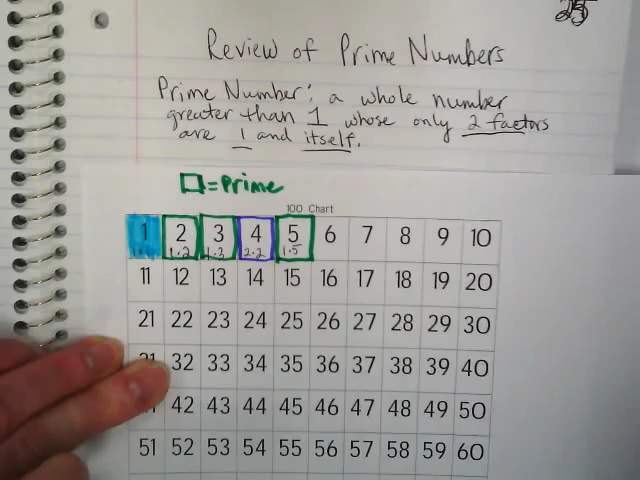 25
Review of Prime Numbers
Prime Number: a whole number
greater than 1 whose only 2 factors
are 1 and itself.
□=Prime
100 Chart
1 2 3 4 5 6 7 8 9 10
1·2 1·3 2·2 1·5
11 12 13 14 15 16 17 18 19 20
21 22 23 24 25 26 27 28 29 30
31 32 33 34 35 36 37 38 39 40
42 43 44 45 46 47 48 49 50
51 52 53 54 55 56 57 58 59 60